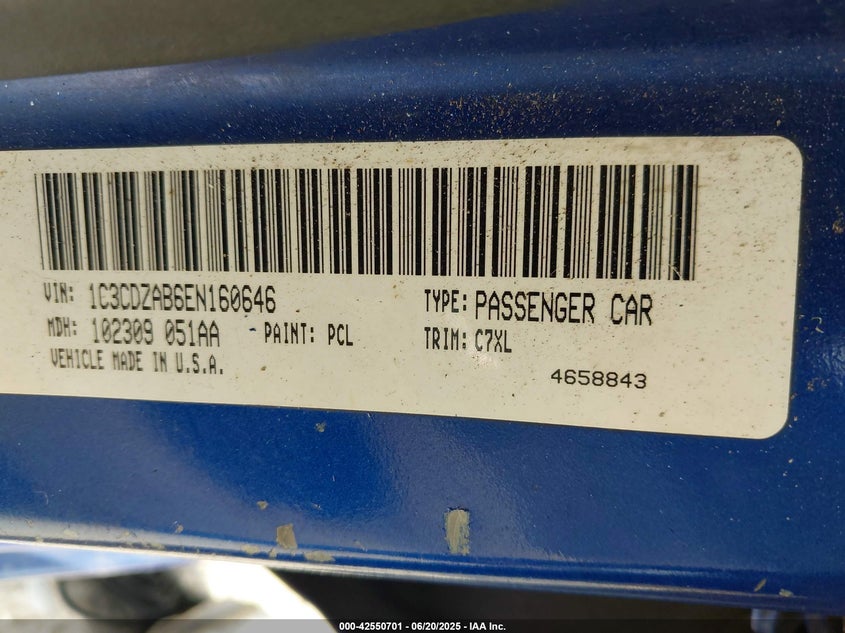 VIN: 1C3CDZAB6EN160646 TYPE: PASSENGER CAR
MDH: 102309 051AA PAINT: PCL TRIM: C7XL
VEHICLE MADE IN U.S.A.
4658843
000-42550701 - 06/20/2025 - IAA Inc.